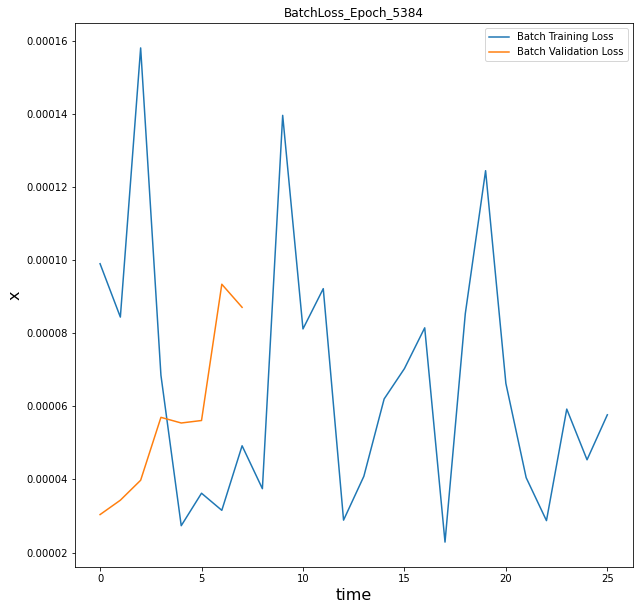 BatchLoss_Epoch_5384
Batch Training Loss
Batch Validation Loss
0.00016
0.00014
0.00012
0.00010
0.00008
0.00006
0.00004
0.00002
x
0 5 10 15 20 25
time